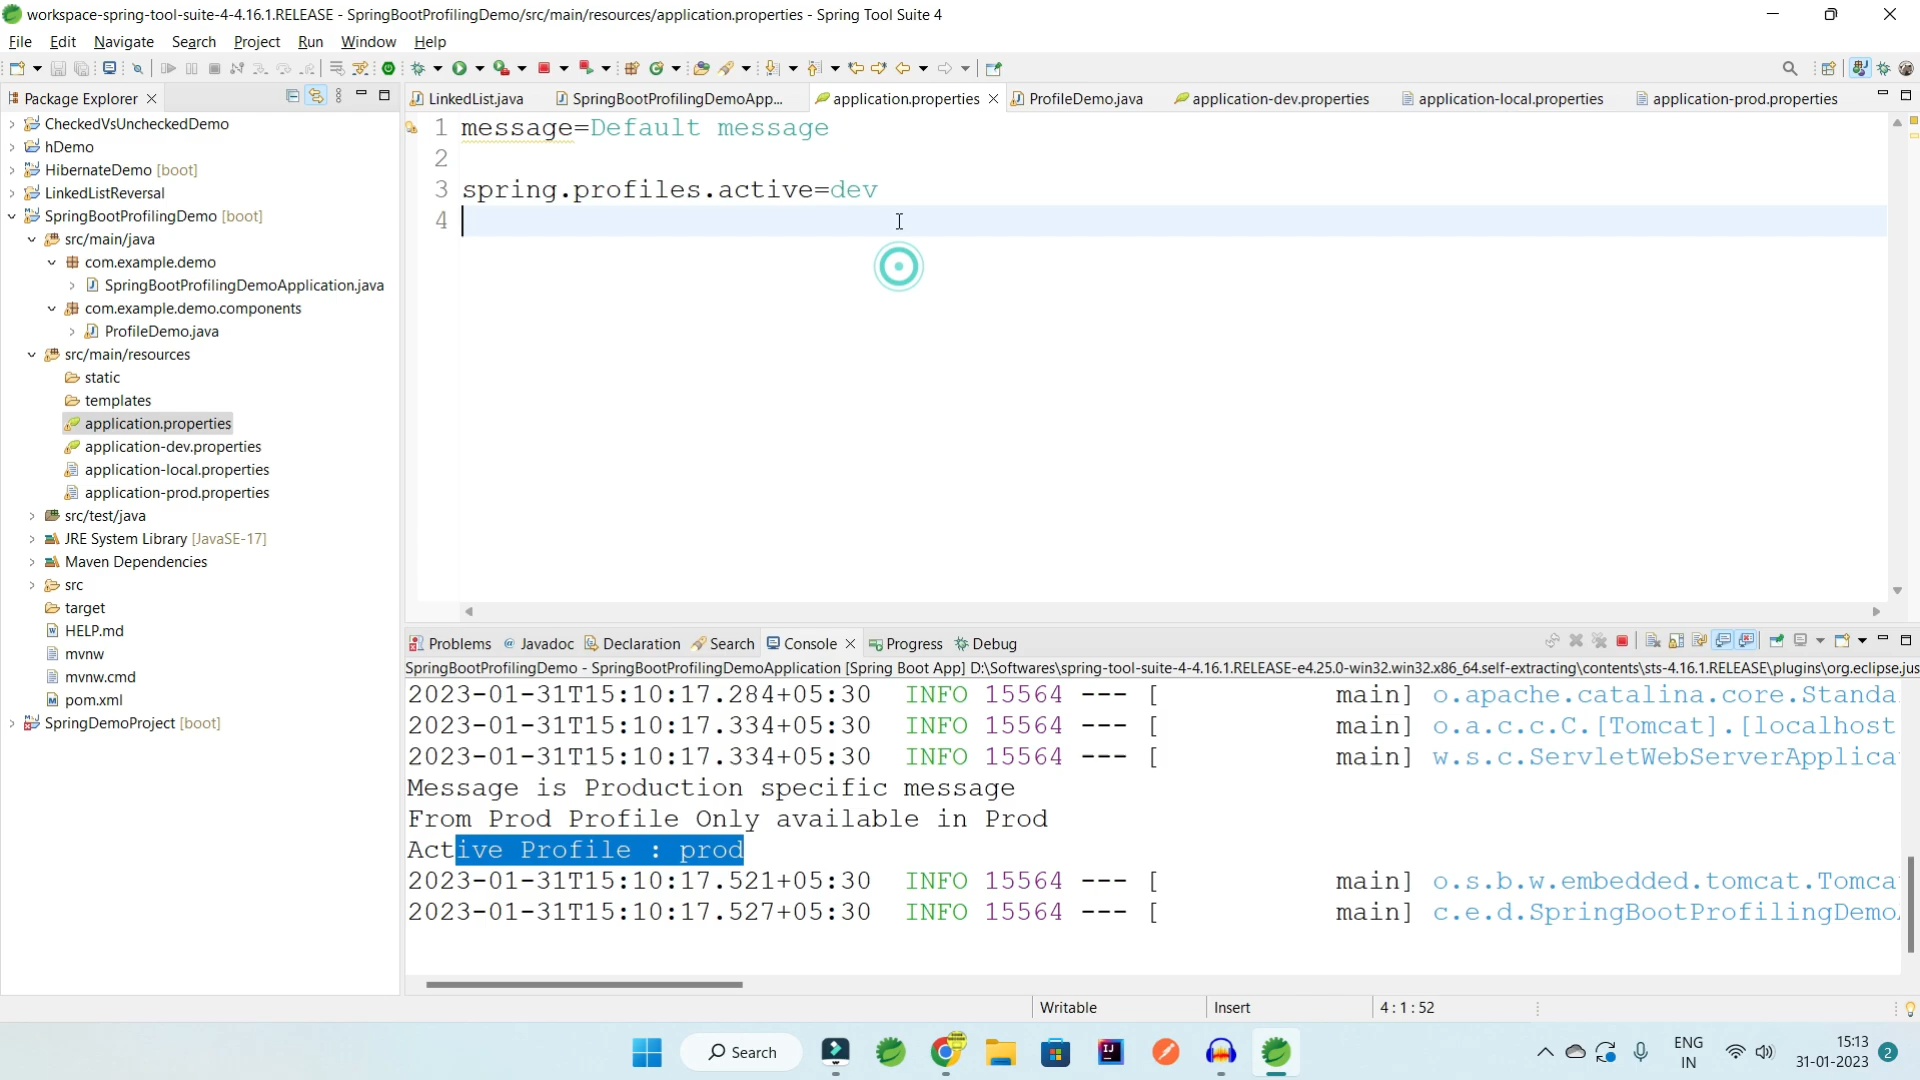 workspace-spring-tool-suite-4-4.16.1.RELEASE - SpringBootProfilingDemo/src/main/resources/application.properties - Spring Tool Suite 4
File Edit Navigate Search Project Run Window Help
Package Explorer
CheckedVsUncheckedDemo
hDemo
HibernateDemo [boot]
LinkedListReversal
SpringBootProfilingDemo [boot]
src/main/java
com.example.demo
SpringBootProfilingDemoApplication.java
com.example.demo.components
ProfileDemo.java
src/main/resources
static
templates
application.properties
application-dev.properties
application-local.properties
application-prod.properties
src/test/java
JRE System Library [JavaSE-17]
Maven Dependencies
src
target
HELP.md
mvnw
mvnw.cmd
pom.xml
SpringDemoProject [boot]
LinkedList.java SpringBootProfilingDemoApp... application.properties ProfileDemo.java application-dev.properties application-local.properties application-prod.properties
1 message=Default message
2
3 spring.profiles.active=dev
4
Problems Javadoc Declaration Search Console Progress Debug
SpringBootProfilingDemo - SpringBootProfilingDemoApplication [Spring Boot App] D:\Softwares\spring-tool-suite-4-4.16.1.RELEASE-e4.25.0-win32.win32.x86_64.self-extracting\contents\sts-4.16.1.RELEASE\plugins\org.eclipse.jus
2023-01-31T15:10:17.284+05:30 INFO 15564 --- [ main] o.apache.catalina.core.Standa
2023-01-31T15:10:17.334+05:30 INFO 15564 --- [ main] o.a.c.c.C.[Tomcat].[localhost
2023-01-31T15:10:17.334+05:30 INFO 15564 --- [ main] w.s.c.ServletWebServerApplica
Message is Production specific message
From Prod Profile Only available in Prod
Active Profile : prod
2023-01-31T15:10:17.521+05:30 INFO 15564 --- [ main] o.s.b.w.embedded.tomcat.Tomca
2023-01-31T15:10:17.527+05:30 INFO 15564 --- [ main] c.e.d.SpringBootProfilingDemo
Writable Insert 4 : 1 : 52
Search
ENG
IN
15:13
31-01-2023
2